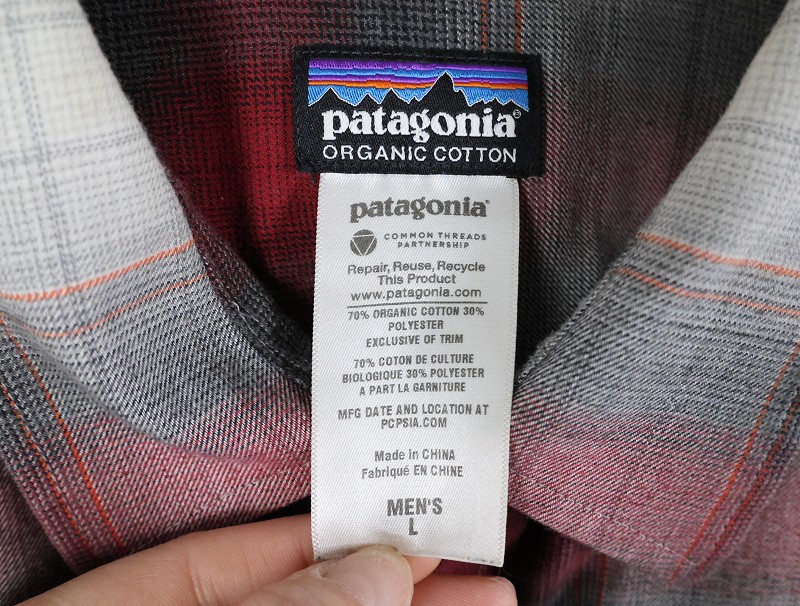 patagonia®
ORGANIC COTTON
patagonia®
COMMON THREADS
PARTNERSHIP
Repair, Reuse, Recycle
This Product
www.patagonia.com
70% ORGANIC COTTON 30%
POLYESTER
EXCLUSIVE OF TRIM
70% COTON DE CULTURE
BIOLOGIQUE 30% POLYESTER
A PART LA GARNITURE
MFG DATE AND LOCATION AT
PCPSIA.COM
Made in CHINA
Fabriqué EN CHINE
MEN'S
L